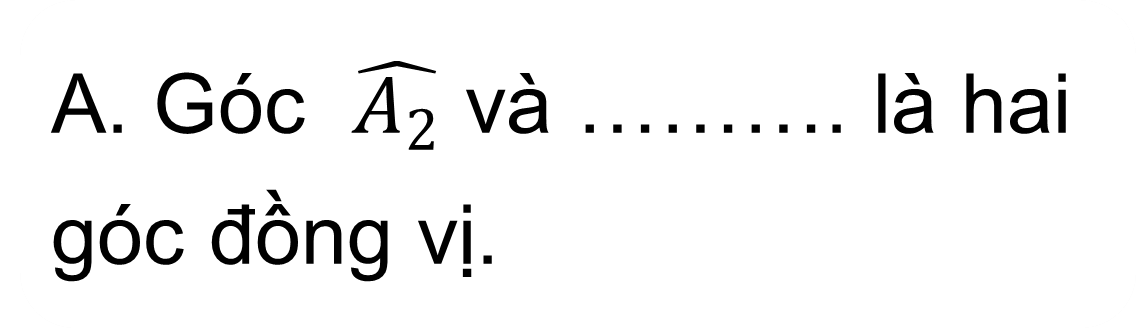 A. Góc $\widehat{A_2}$ và .......... là hai
góc đồng vị.